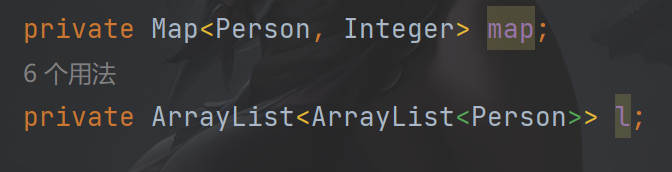 private Map<Person, Integer> map;
6 个用法
private ArrayList<ArrayList<Person>> l;